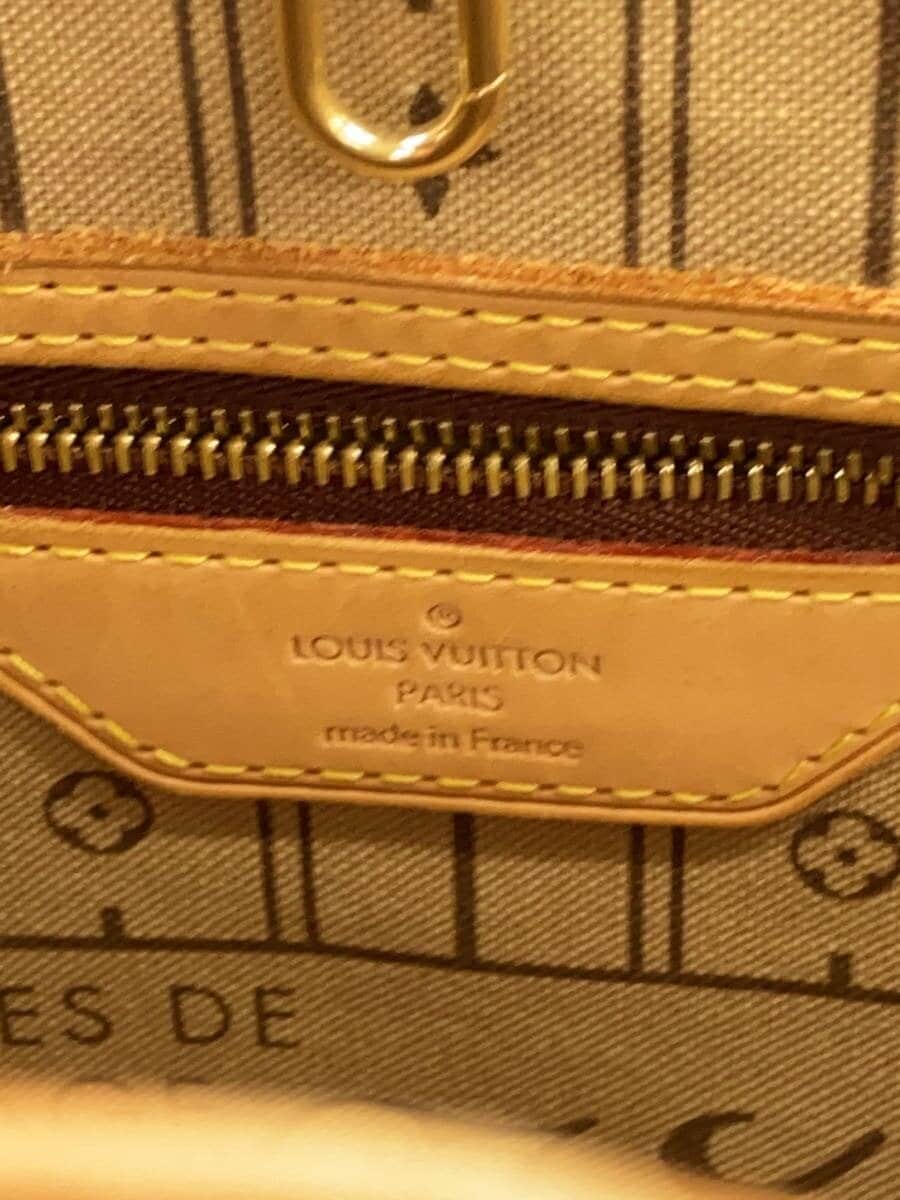 ®
LOUIS VUITTON
PARIS
made in France
ES DE